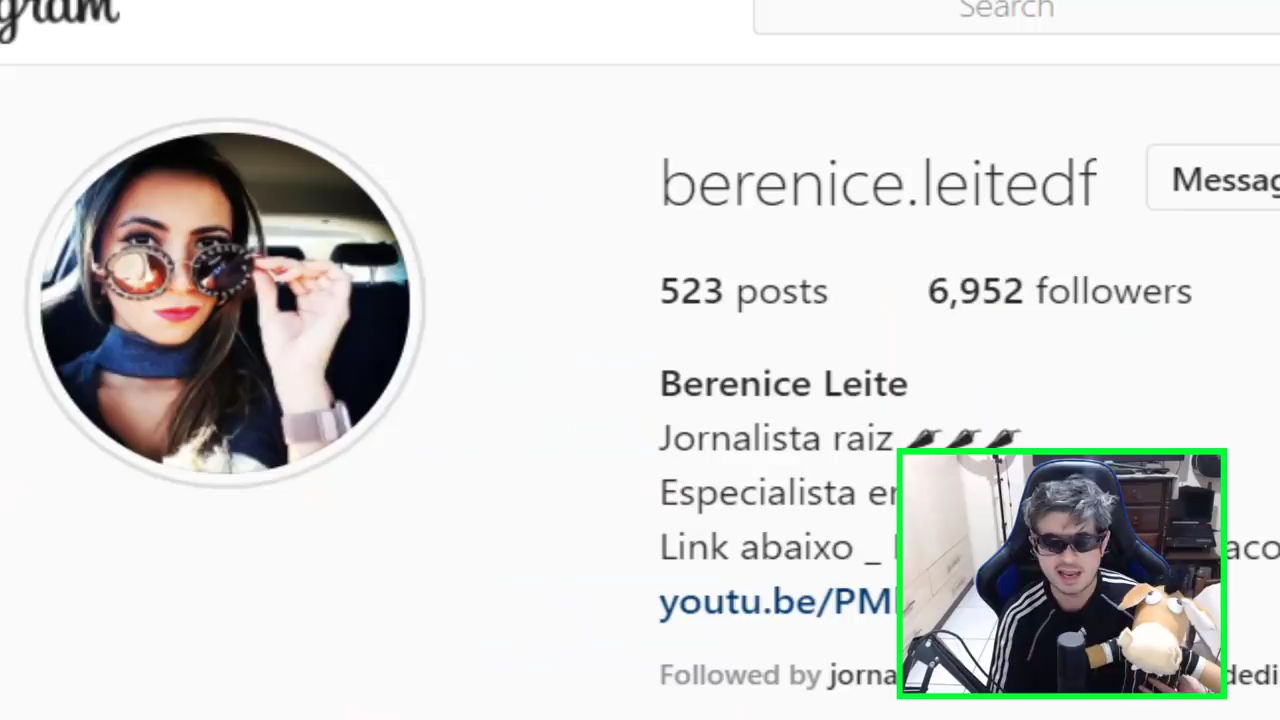 gram
Search
berenice.leitedf
Messag
523 posts
6,952 followers
Berenice Leite
Jornalista raiz
Especialista e
Link abaixo _
aco
youtu.be/PM
Followed by jorna
dedi